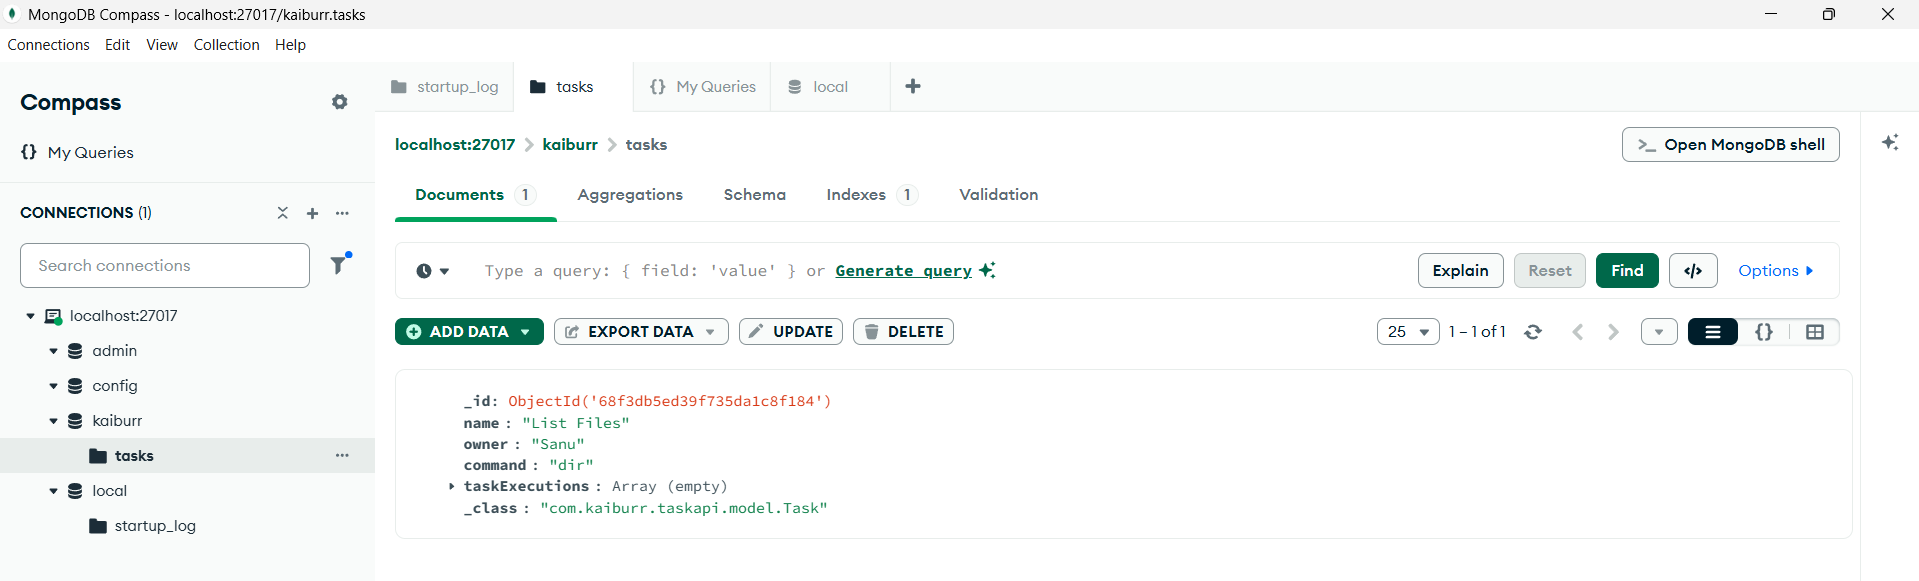 MongoDB Compass - localhost:27017/kaiburr.tasks
Connections Edit View Collection Help
Compass
My Queries
CONNECTIONS (1)
Search connections
localhost:27017
admin
config
kaiburr
tasks
local
startup_log
startup_log tasks {} My Queries local
localhost:27017 > kaiburr > tasks
>_ Open MongoDB shell
Documents 1 Aggregations Schema Indexes 1 Validation
Type a query: { field: 'value' } or Generate query
Explain Reset Find </> Options
ADD DATA EXPORT DATA UPDATE DELETE
25 1 – 1 of 1 {}
_id: ObjectId('68f3db5ed39f735da1c8f184')
name : "List Files"
owner : "Sanu"
command : "dir"
taskExecutions : Array (empty)
_class : "com.kaiburr.taskapi.model.Task"